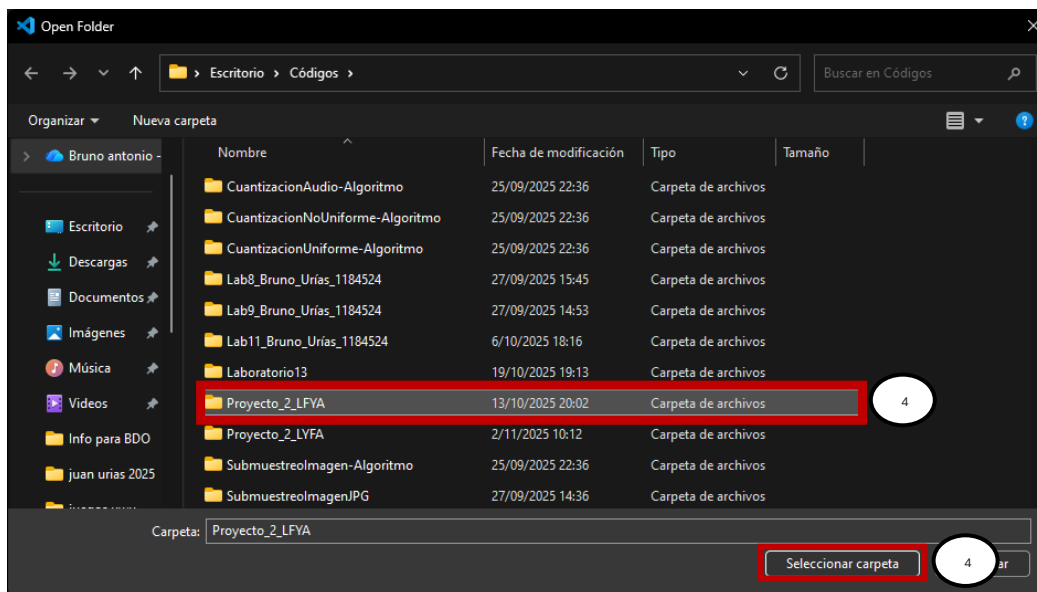 Open Folder
Escritorio › Códigos ›
Buscar en Códigos
Organizar
Nueva carpeta
Bruno antonio -
Escritorio
Descargas
Documentos
Imágenes
Música
Videos
Info para BDO
juan urias 2025
Nombre Fecha de modificación Tipo Tamaño
CuantizacionAudio-Algoritmo 25/09/2025 22:36 Carpeta de archivos
CuantizacionNoUniforme-Algoritmo 25/09/2025 22:36 Carpeta de archivos
CuantizacionUniforme-Algoritmo 25/09/2025 22:36 Carpeta de archivos
Lab8_Bruno_Urías_1184524 27/09/2025 15:45 Carpeta de archivos
Lab9_Bruno_Urías_1184524 27/09/2025 14:53 Carpeta de archivos
Lab11_Bruno_Urías_1184524 6/10/2025 18:16 Carpeta de archivos
Laboratorio13 19/10/2025 19:13 Carpeta de archivos
Proyecto_2_LFYA 13/10/2025 20:02 Carpeta de archivos 4
Proyecto_2_LYFA 2/11/2025 10:12 Carpeta de archivos
SubmuestreoImagen-Algoritmo 25/09/2025 22:36 Carpeta de archivos
SubmuestreoImagenJPG 27/09/2025 14:36 Carpeta de archivos
Carpeta: Proyecto_2_LFYA
Seleccionar carpeta 4 ar